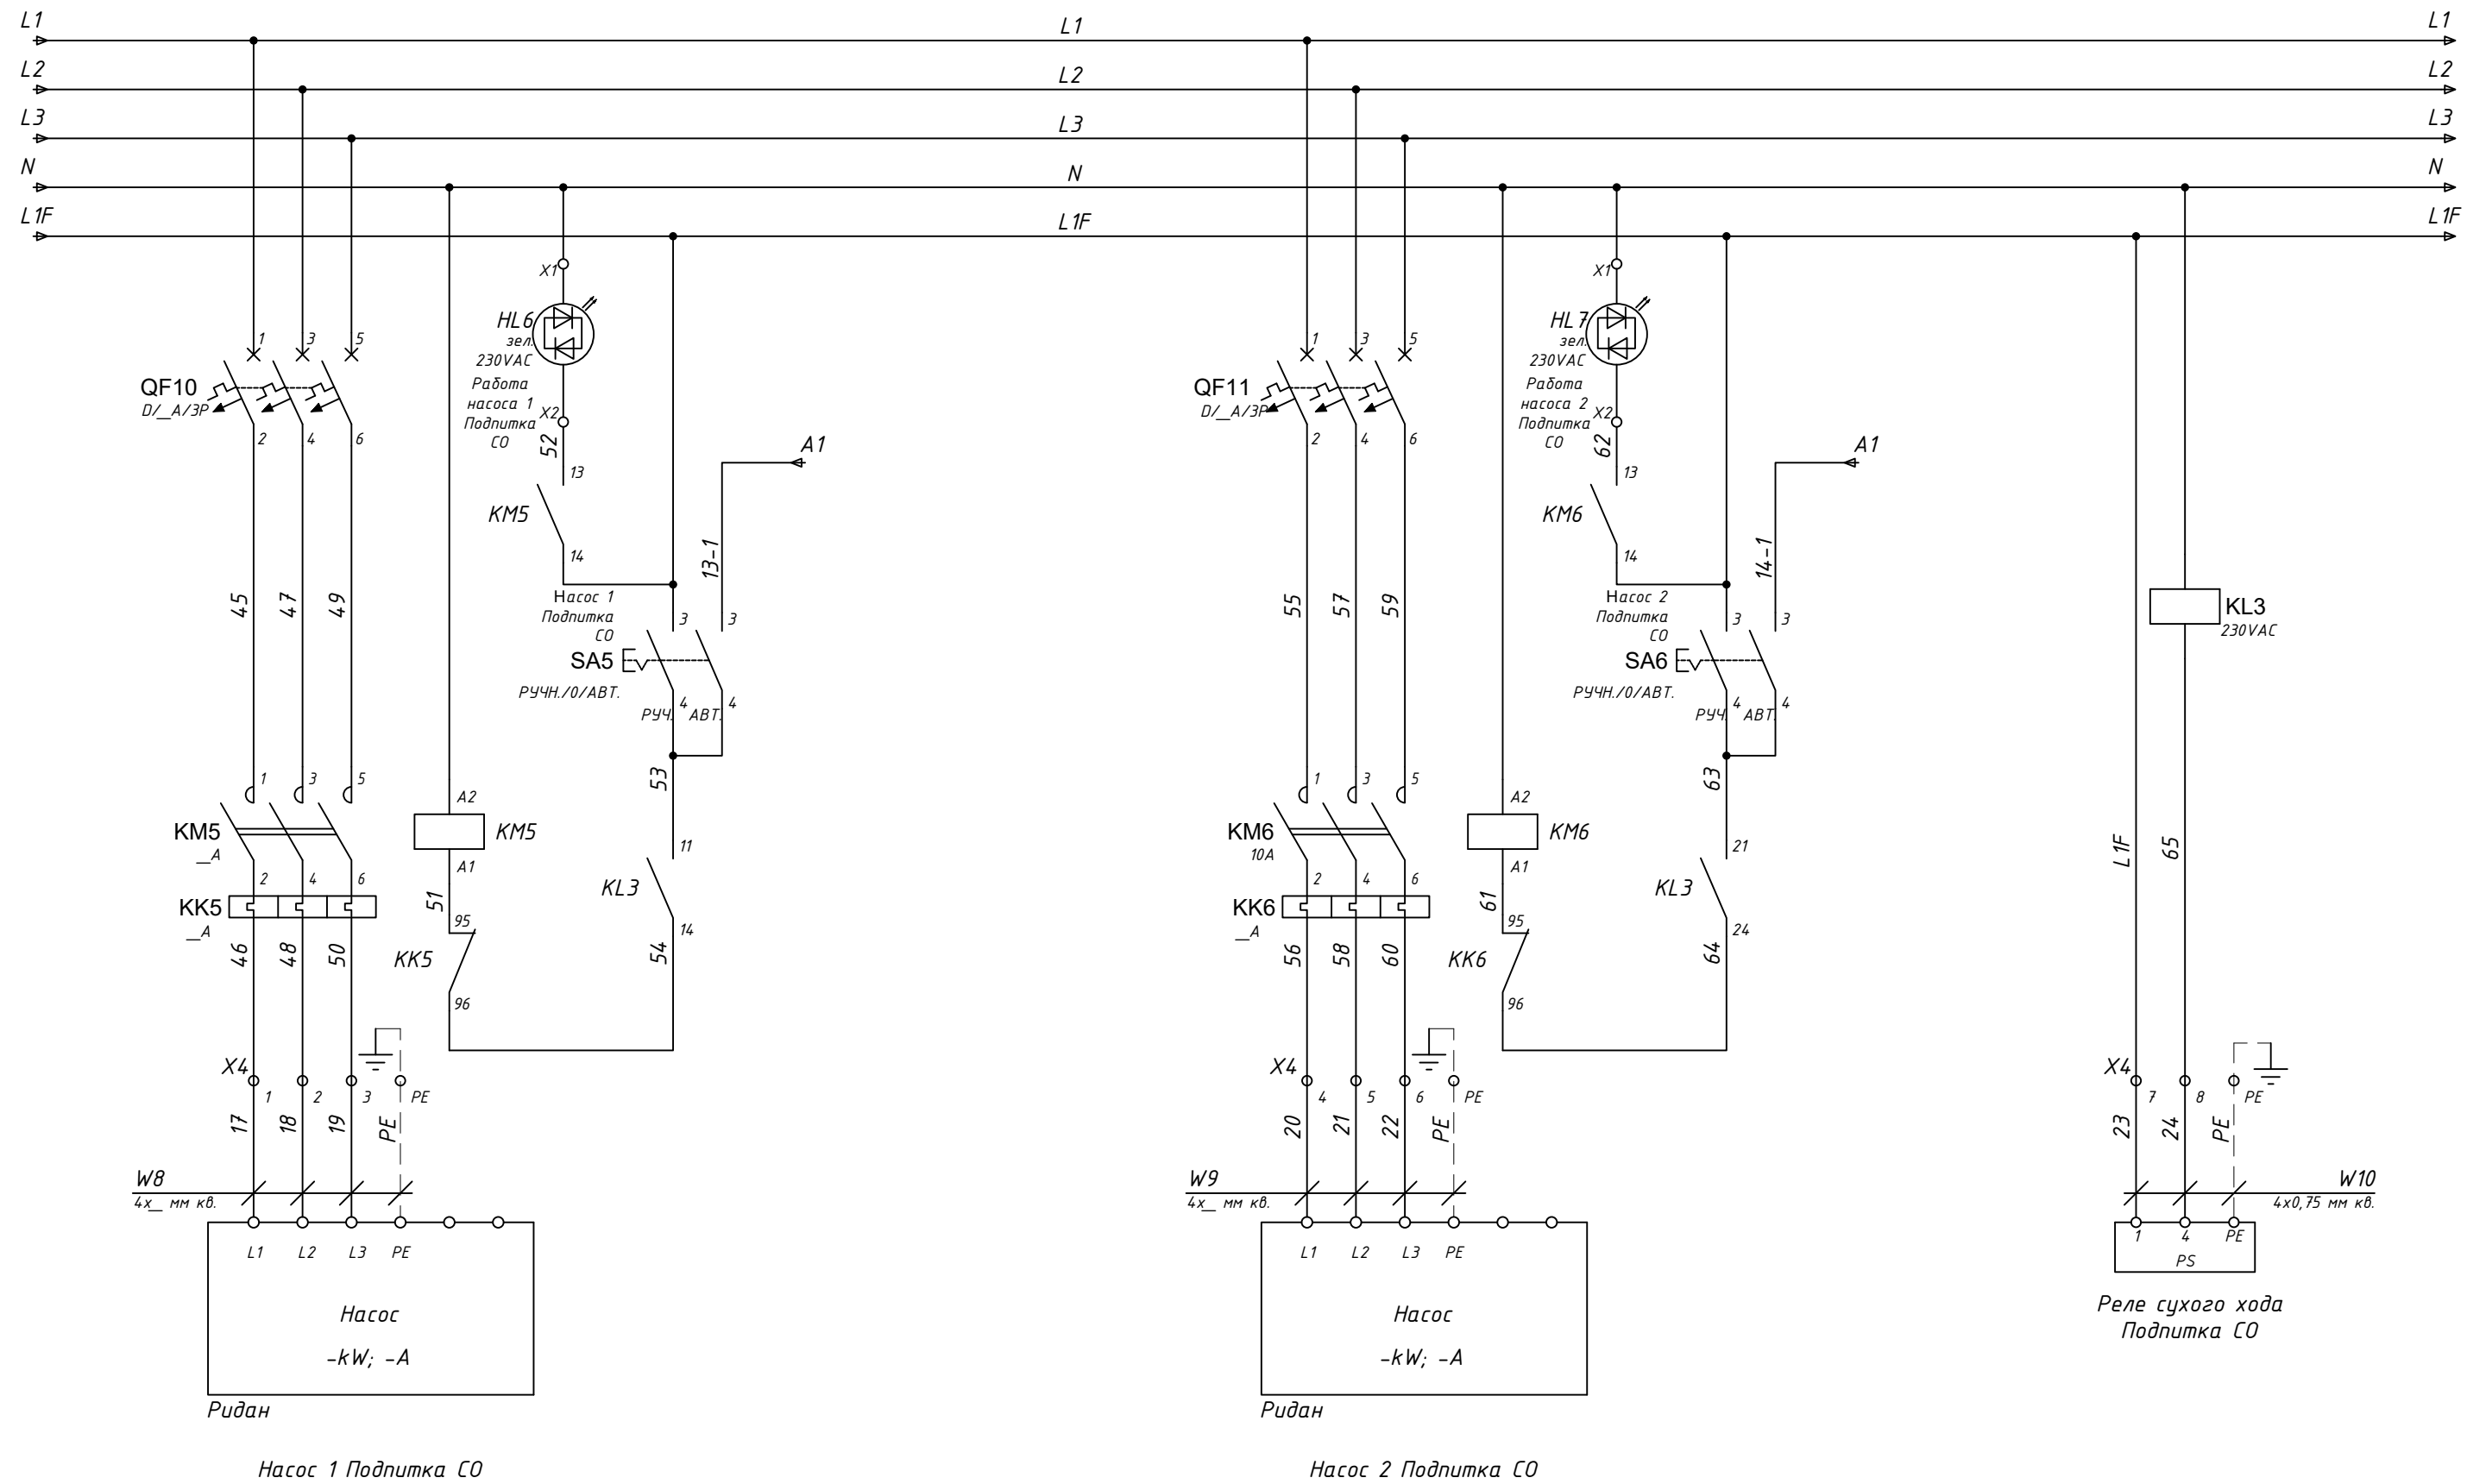 L1 L1 L1
L2 L2 L2
L3 L3 L3
N N N
L1F L1F L1F
1 3 5
QF10
D/__A/3P
2 4 6
45 47 49
1 3 5
KM5
__A
2 4 6
KK5
__A
46 48 50
X4
1 2 3 PE
17 18 19 PE
W8
4x__ мм кв.
L1 L2 L3 PE
Насос
-kW; -A
Ридан
Насос 1 Подпитка СО
A2
KM5
A1
51
95
KK5
96
X1
HL6
зел.
230VAC
Работа
насоса 1
Подпитка
СО
X2
52
13
KM5
14
A1
13-1
Насос 1
Подпитка
СО
3 3
SA5
РУЧН./0/АВТ.
4 4
РУЧ. АВТ.
53
11
KL3
14
54
1 3 5
QF11
D/__A/3P
2 4 6
55 57 59
1 3 5
KM6
10A
2 4 6
KK6
__A
56 58 60
X4
4 5 6 PE
20 21 22 PE
W9
4x__ мм кв.
L1 L2 L3 PE
Насос
-kW; -A
Ридан
Насос 2 Подпитка СО
A2
KM6
A1
61
95
KK6
96
X1
HL7
зел.
230VAC
Работа
насоса 2
Подпитка
СО
X2
62
13
KM6
14
A1
14-1
Насос 2
Подпитка
СО
3 3
SA6
РУЧН./0/АВТ.
4 4
РУЧ. АВТ.
63
21
KL3
24
64
KL3
230VAC
L1F 65
X4
7 8 PE
23 24 PE
W10
4x0,75 мм кв.
1 4 PE
PS
Реле сухого хода
Подпитка СО